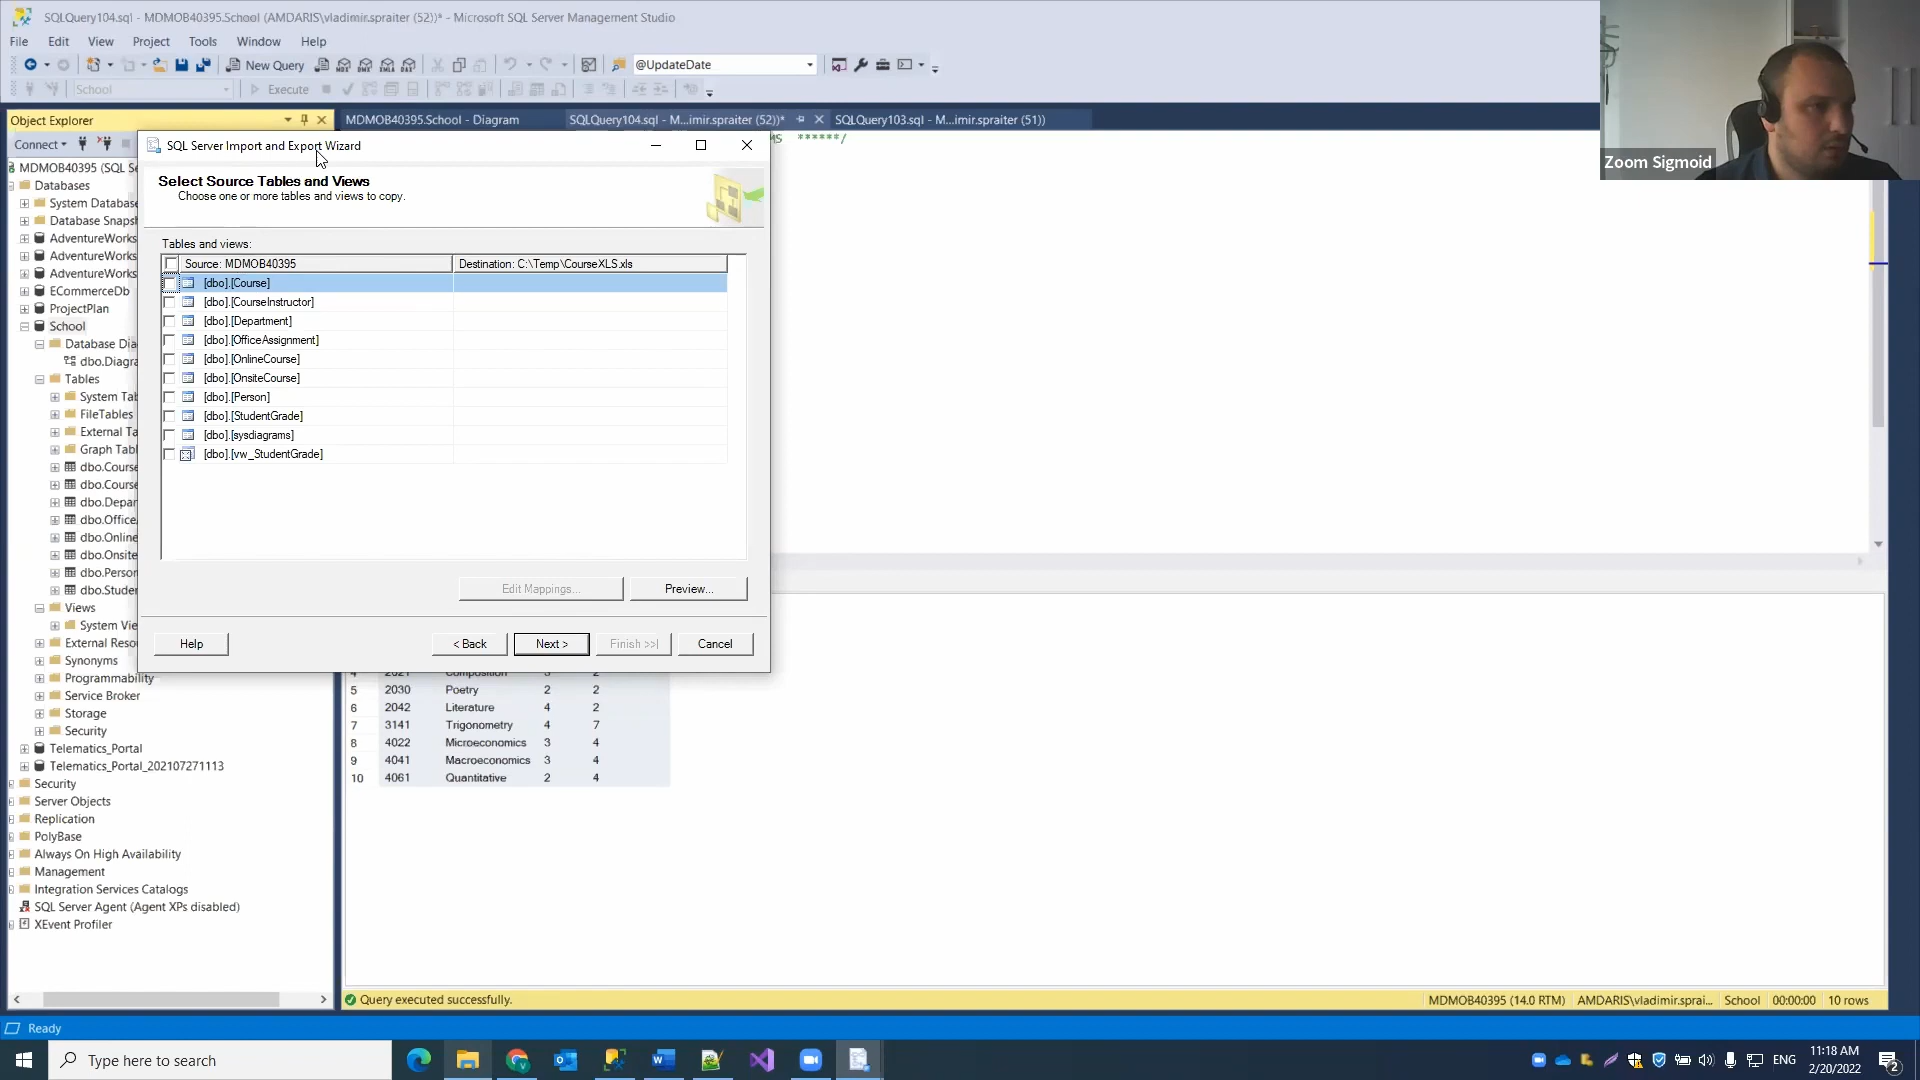 SQLQuery104.sql - MDMOB40395.School (AMDARIS\vladimir.spraiter (52))* - Microsoft SQL Server Management Studio
File Edit View Project Tools Window Help
New Query
@UpdateDate
School
Execute
Object Explorer
MDMOB40395.School - Diagram
SQLQuery104.sql - M...imir.spraiter (52))*
SQLQuery103.sql - M...imir.spraiter (51))
Connect
MS ******/
Zoom Sigmoid
MDMOB40395 (SQL Se
Databases
System Database
Database Snapsh
AdventureWorks
AdventureWorks
AdventureWorks
ECommerceDb
ProjectPlan
School
Database Dia
dbo.Diagra
Tables
System Tab
FileTables
External Ta
Graph Tabl
dbo.Course
dbo.Course
dbo.Depar
dbo.Office
dbo.Online
dbo.Onsite
dbo.Person
dbo.Studen
Views
System Vie
External Reso
Synonyms
Programmability
Service Broker
Storage
Security
Telematics_Portal
Telematics_Portal_202107271113
Security
Server Objects
Replication
PolyBase
Always On High Availability
Management
Integration Services Catalogs
SQL Server Agent (Agent XPs disabled)
XEvent Profiler
SQL Server Import and Export Wizard
Select Source Tables and Views
Choose one or more tables and views to copy.
Tables and views:
Source: MDMOB40395 Destination: C:\Temp\CourseXLS.xls
[dbo].[Course]
[dbo].[CourseInstructor]
[dbo].[Department]
[dbo].[OfficeAssignment]
[dbo].[OnlineCourse]
[dbo].[OnsiteCourse]
[dbo].[Person]
[dbo].[StudentGrade]
[dbo].[sysdiagrams]
[dbo].[vw_StudentGrade]
Edit Mappings... Preview...
Help < Back Next > Finish >>| Cancel
4 2021 Composition 3 2
5 2030 Poetry 2 2
6 2042 Literature 4 2
7 3141 Trigonometry 4 7
8 4022 Microeconomics 3 4
9 4041 Macroeconomics 3 4
10 4061 Quantitative 2 4
Query executed successfully.
MDMOB40395 (14.0 RTM) AMDARIS\vladimir.sprai... School 00:00:00 10 rows
Ready
Type here to search
ENG
11:18 AM
2/20/2022
2